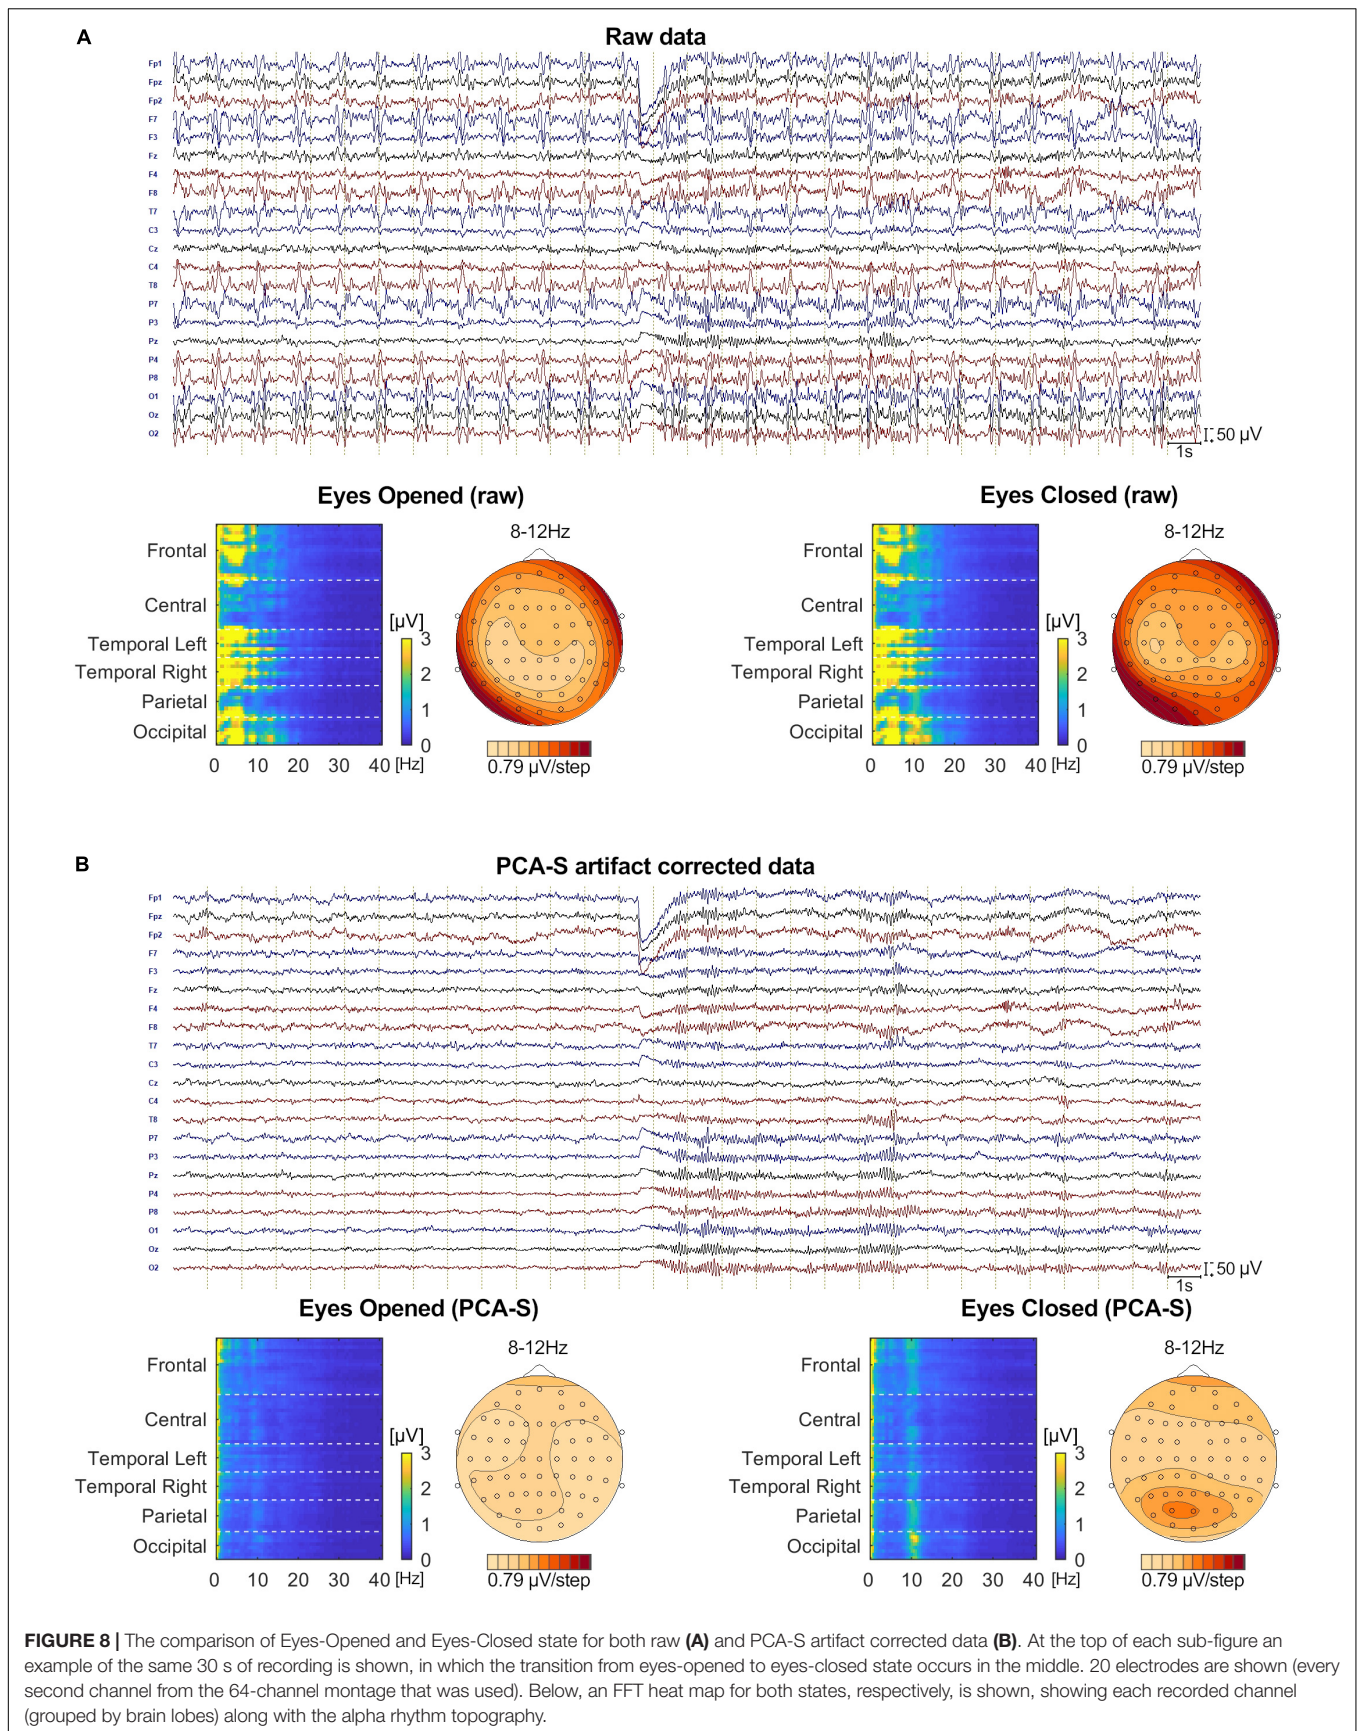 A
Raw data
Fp1
Fpz
Fp2
F7
F3
Fz
F4
F8
T7
C3
Cz
C4
T8
P7
P3
Pz
P4
P8
O1
Oz
O2
50 µV
1s
Eyes Opened (raw)
Eyes Closed (raw)
Frontal
Central
Temporal Left
Temporal Right
Parietal
Occipital
0 10 20 30 40 [Hz]
[µV]
3
2
1
0
8-12Hz
0.79 µV/step
Frontal
Central
Temporal Left
Temporal Right
Parietal
Occipital
0 10 20 30 40 [Hz]
[µV]
3
2
1
0
8-12Hz
0.79 µV/step
B
PCA-S artifact corrected data
Fp1
Fpz
Fp2
F7
F3
Fz
F4
F8
T7
C3
Cz
C4
T8
P7
P3
Pz
P4
P8
O1
Oz
O2
50 µV
1s
Eyes Opened (PCA-S)
Eyes Closed (PCA-S)
Frontal
Central
Temporal Left
Temporal Right
Parietal
Occipital
0 10 20 30 40 [Hz]
[µV]
3
2
1
0
8-12Hz
0.79 µV/step
Frontal
Central
Temporal Left
Temporal Right
Parietal
Occipital
0 10 20 30 40 [Hz]
[µV]
3
2
1
0
8-12Hz
0.79 µV/step
FIGURE 8 | The comparison of Eyes-Opened and Eyes-Closed state for both raw (A) and PCA-S artifact corrected data (B). At the top of each sub-figure an
example of the same 30 s of recording is shown, in which the transition from eyes-opened to eyes-closed state occurs in the middle. 20 electrodes are shown (every
second channel from the 64-channel montage that was used). Below, an FFT heat map for both states, respectively, is shown, showing each recorded channel
(grouped by brain lobes) along with the alpha rhythm topography.